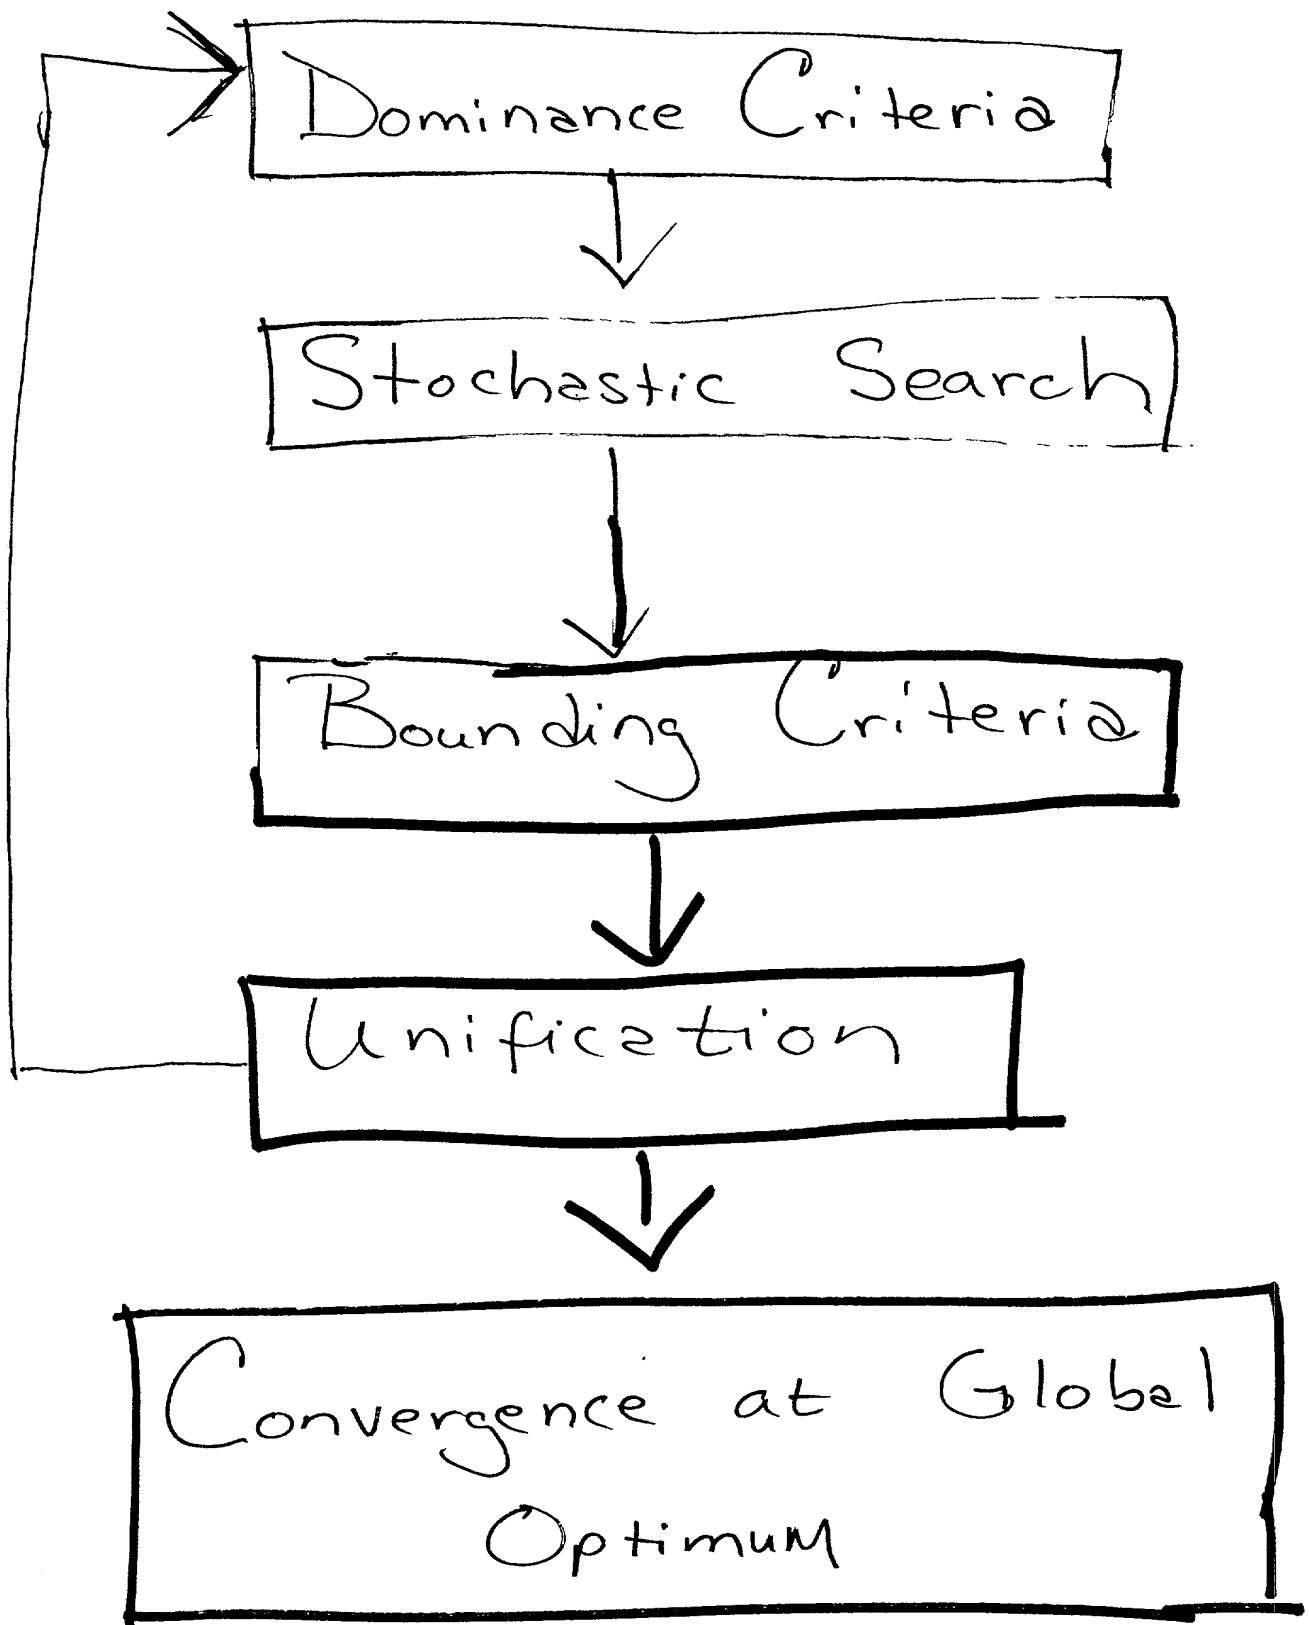 Dominance Criteria
Stochastic Search
Bounding Criteria
Unification
Convergence at Global
Optimum